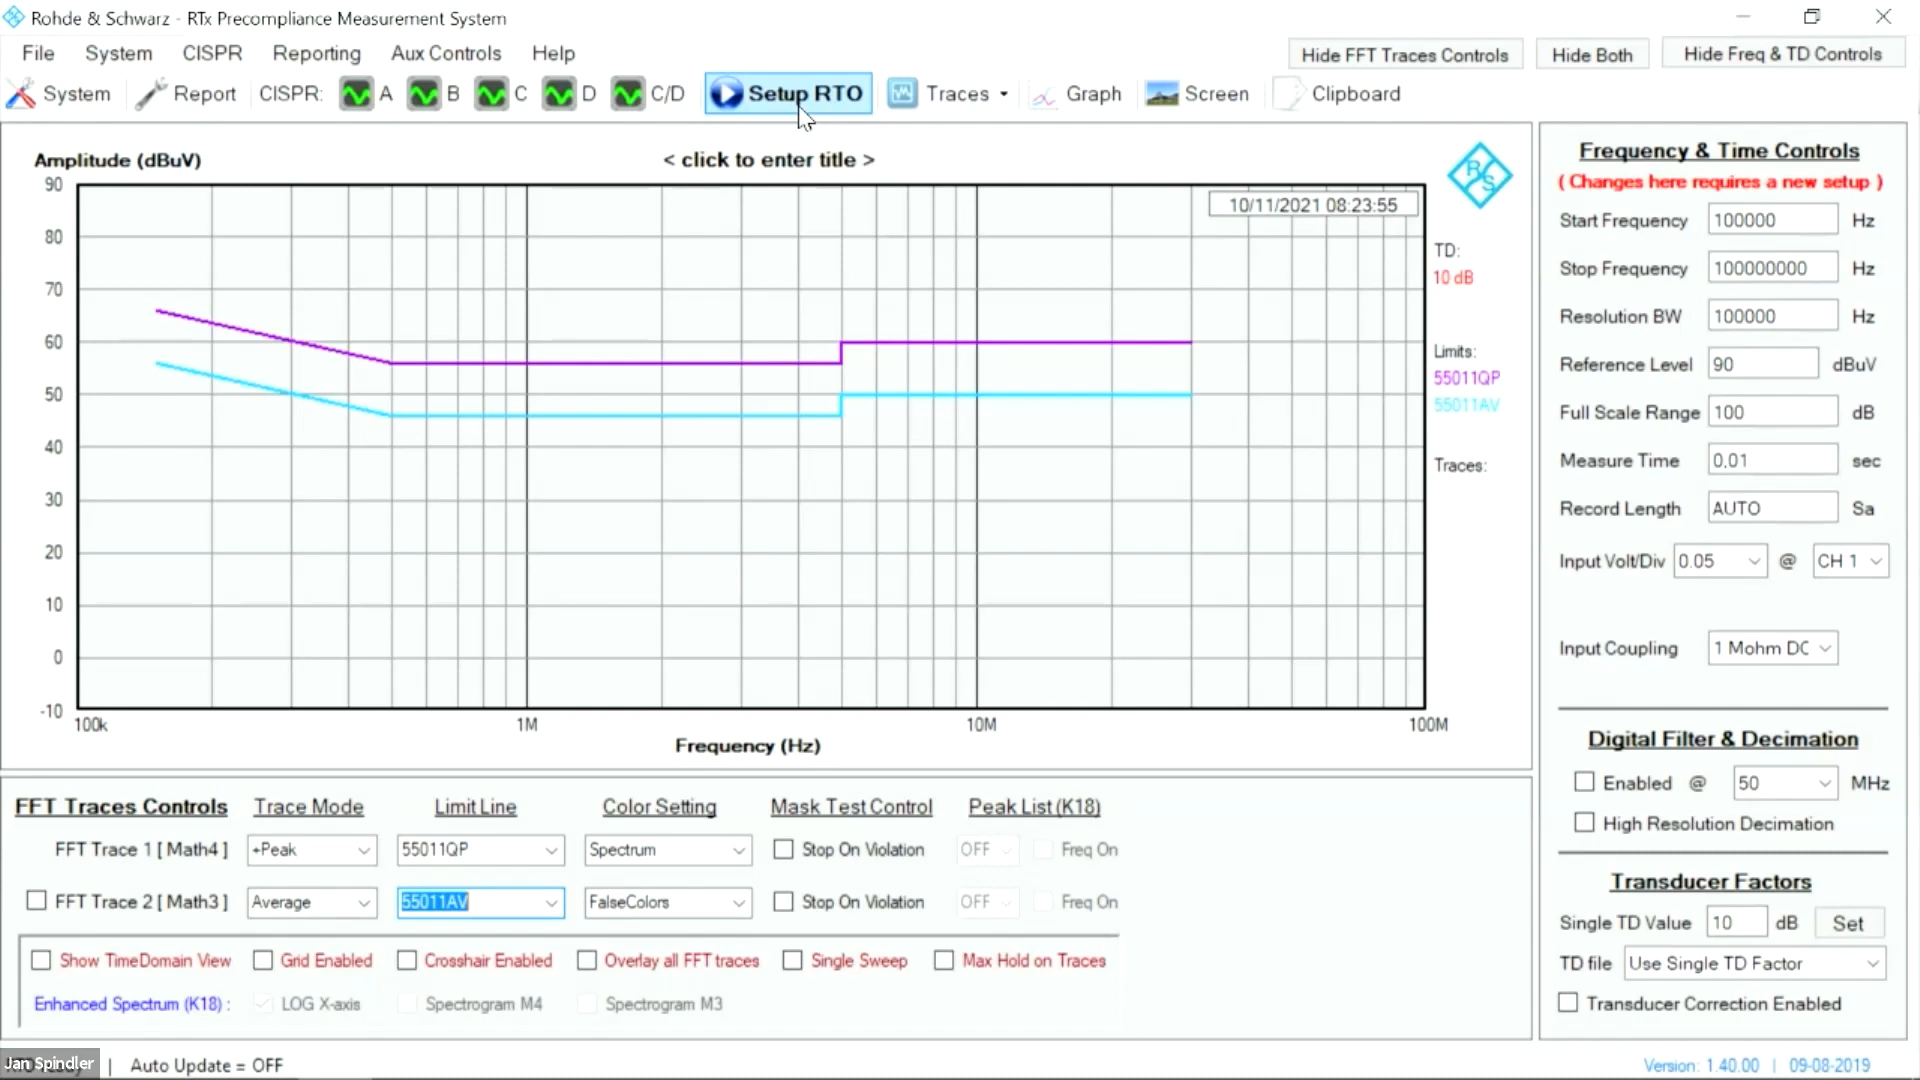 Rohde & Schwarz - RTx Precompliance Measurement System
File System CISPR Reporting Aux Controls Help
Hide FFT Traces Controls Hide Both Hide Freq & TD Controls
System Report CISPR: A B C D C/D Setup RTO Traces Graph Screen Clipboard
Amplitude (dBuV)
< click to enter title >
10/11/2021 08:23:55
90
80
70
60
50
40
30
20
10
0
-10
100k 1M 10M 100M
Frequency (Hz)
R S
TD:
10 dB
Limits:
55011QP
55011AV
Traces:
Frequency & Time Controls
( Changes here requires a new setup )
Start Frequency 100000 Hz
Stop Frequency 100000000 Hz
Resolution BW 100000 Hz
Reference Level 90 dBuV
Full Scale Range 100 dB
Measure Time 0,01 sec
Record Length AUTO Sa
Input Volt/Div 0.05 @ CH 1
Input Coupling 1 Mohm DC
Digital Filter & Decimation
Enabled @ 50 MHz
High Resolution Decimation
Transducer Factors
Single TD Value 10 dB Set
TD file Use Single TD Factor
Transducer Correction Enabled
FFT Traces Controls Trace Mode Limit Line Color Setting Mask Test Control Peak List (K18)
FFT Trace 1 [ Math4 ] +Peak 55011QP Spectrum Stop On Violation OFF Freq On
FFT Trace 2 [ Math3 ] Average 55011AV FalseColors Stop On Violation OFF Freq On
Show TimeDomain View Grid Enabled Crosshair Enabled Overlay all FFT traces Single Sweep Max Hold on Traces
Enhanced Spectrum (K18) : LOG X-axis Spectrogram M4 Spectrogram M3
Jan Spindler | Auto Update = OFF
Version: 1.40.00 | 09-08-2019